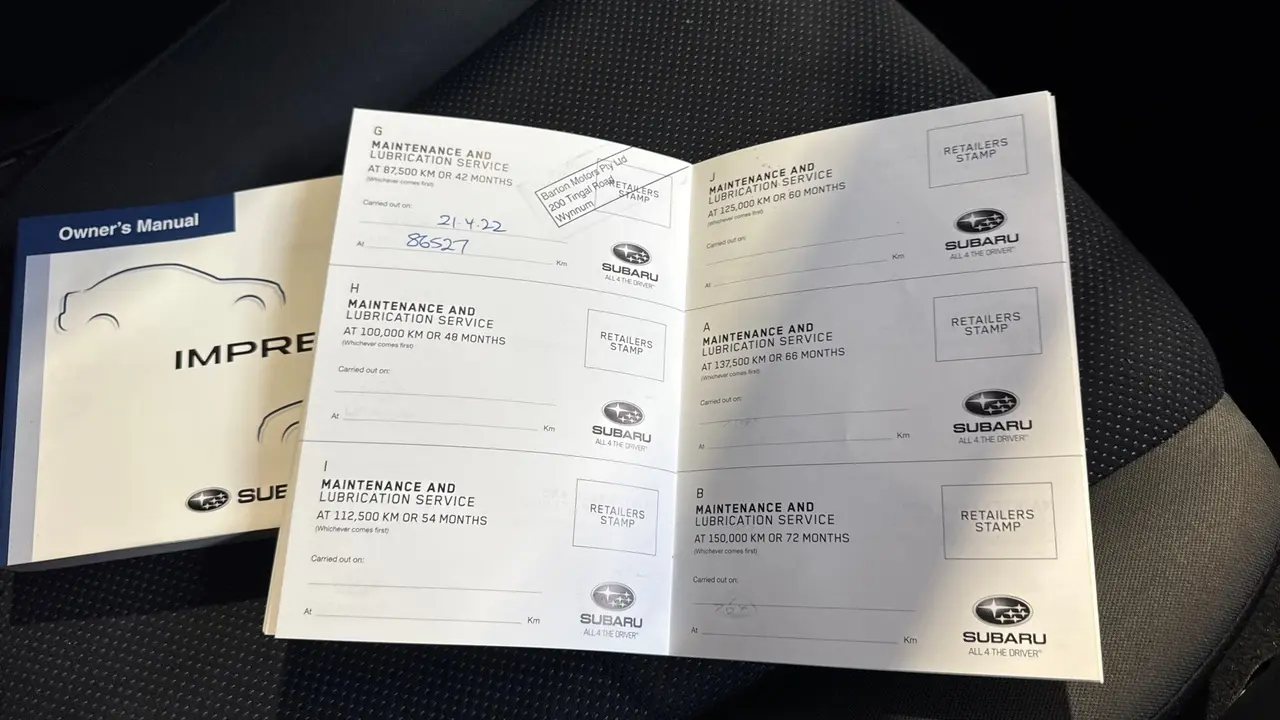 Owner's Manual
IMPRE
SUB
G
MAINTENANCE AND
LUBRICATION SERVICE
AT 87,500 KM OR 42 MONTHS
(Whichever comes first)
Barton Motors Pty Ltd
200 Tingal Road
Wynnum
RETAILERS
STAMP
Carried out on:
21.4.22
At 86527 Km
SUBARU
ALL 4 THE DRIVER
H
MAINTENANCE AND
LUBRICATION SERVICE
AT 100,000 KM OR 48 MONTHS
(Whichever comes first)
RETAILERS
STAMP
Carried out on:
At Km
SUBARU
ALL 4 THE DRIVER
I
MAINTENANCE AND
LUBRICATION SERVICE
AT 112,500 KM OR 54 MONTHS
(Whichever comes first)
RETAILERS
STAMP
Carried out on:
At Km
SUBARU
ALL 4 THE DRIVER
J
MAINTENANCE AND
LUBRICATION SERVICE
AT 125,000 KM OR 60 MONTHS
(Whichever comes first)
RETAILERS
STAMP
Carried out on:
At Km
SUBARU
ALL 4 THE DRIVER
A
MAINTENANCE AND
LUBRICATION SERVICE
AT 137,500 KM OR 66 MONTHS
(Whichever comes first)
RETAILERS
STAMP
Carried out on:
At Km
SUBARU
ALL 4 THE DRIVER
B
MAINTENANCE AND
LUBRICATION SERVICE
AT 150,000 KM OR 72 MONTHS
(Whichever comes first)
RETAILERS
STAMP
Carried out on:
At Km
SUBARU
ALL 4 THE DRIVER